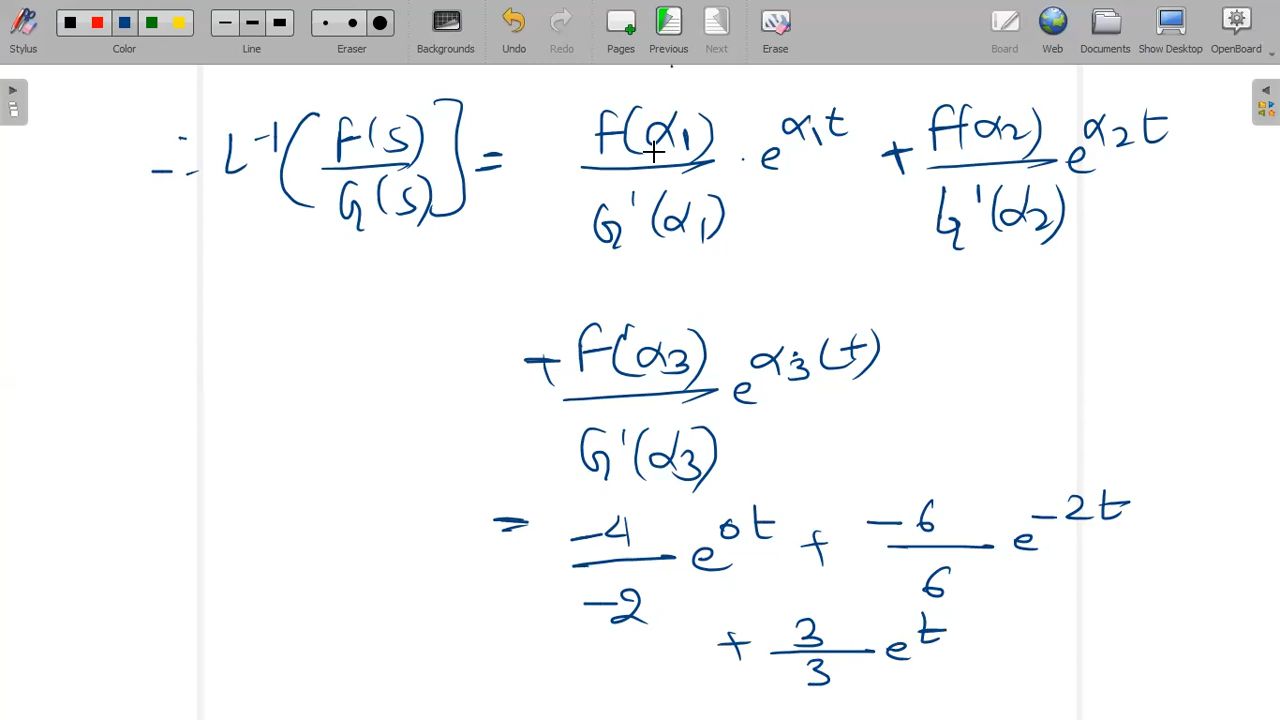 Stylus Color Line Eraser Backgrounds Undo Redo Pages Previous Next Erase Board Web Documents Show Desktop OpenBoard
∴ L⁻¹(F(s)/G(s)] = F(α1)/G'(α1) · e^α1t + F(α2)/G'(α2) e^α2t
+ F(α3)/G'(α3) e^α3(t)
= -4/-2 e^0t + -6/6 e^-2t
+ 3/3 e^t